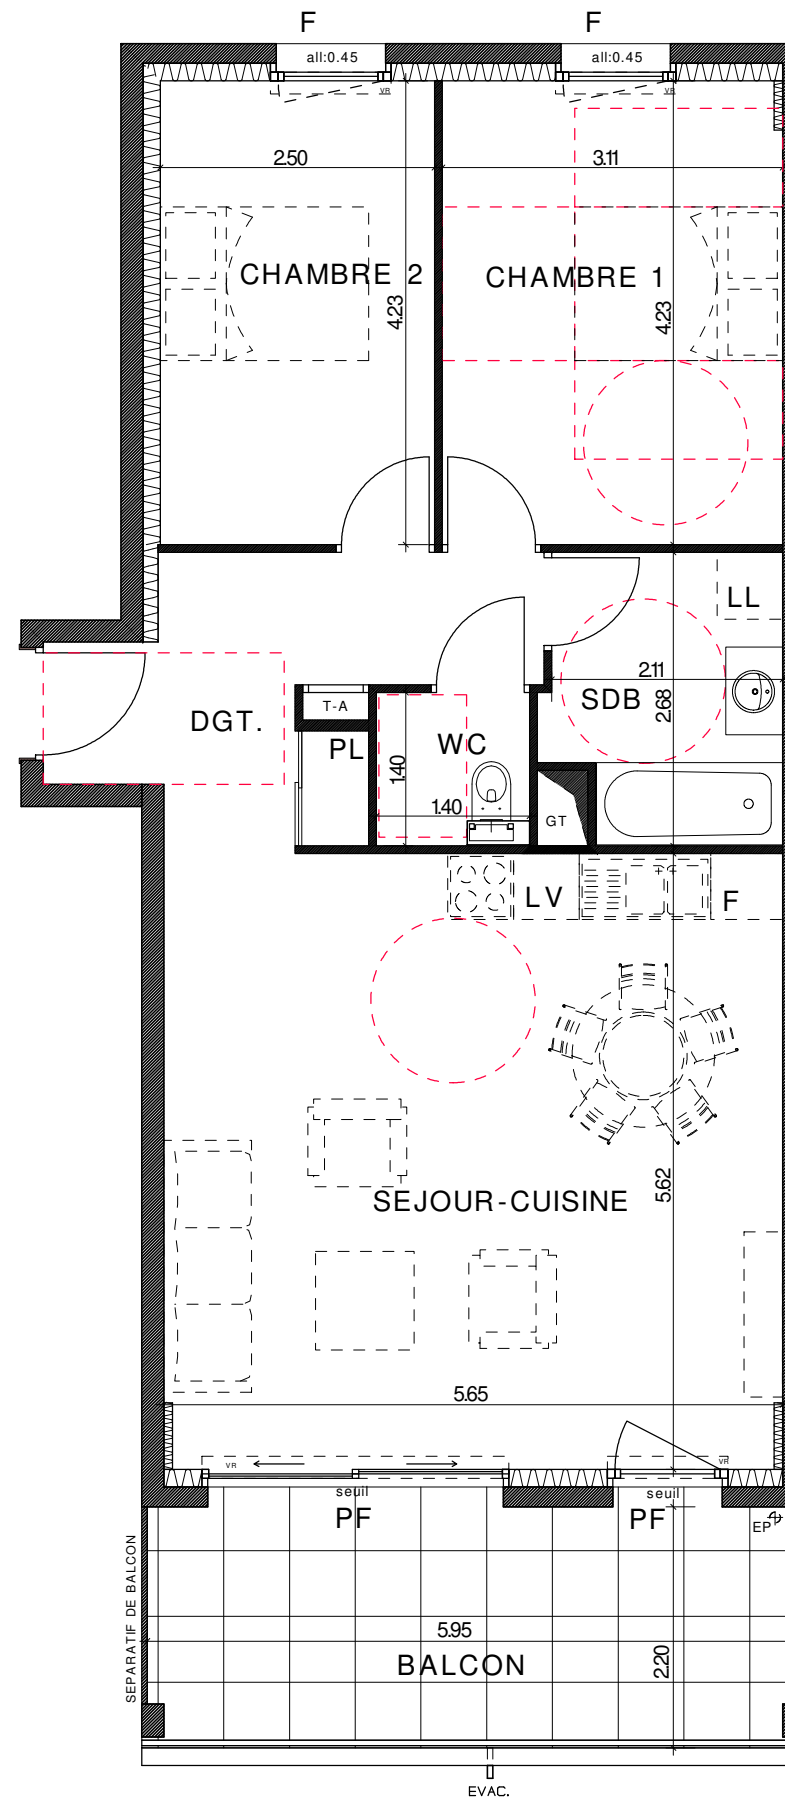 F F
all:0.45 all:0.45
VR VR
2.50 3.11
CHAMBRE 2 CHAMBRE 1
4.23 4.23
LL
2.11
SDB
2.68
T-A
DGT.
PL WC
1.40
1.40
GT
LV F
5.62
SEJOUR-CUISINE
5.65
VR VR
seuil seuil
PF PF
EP
SEPARATIF DE BALCON
5.95
BALCON
2.20
EVAC.